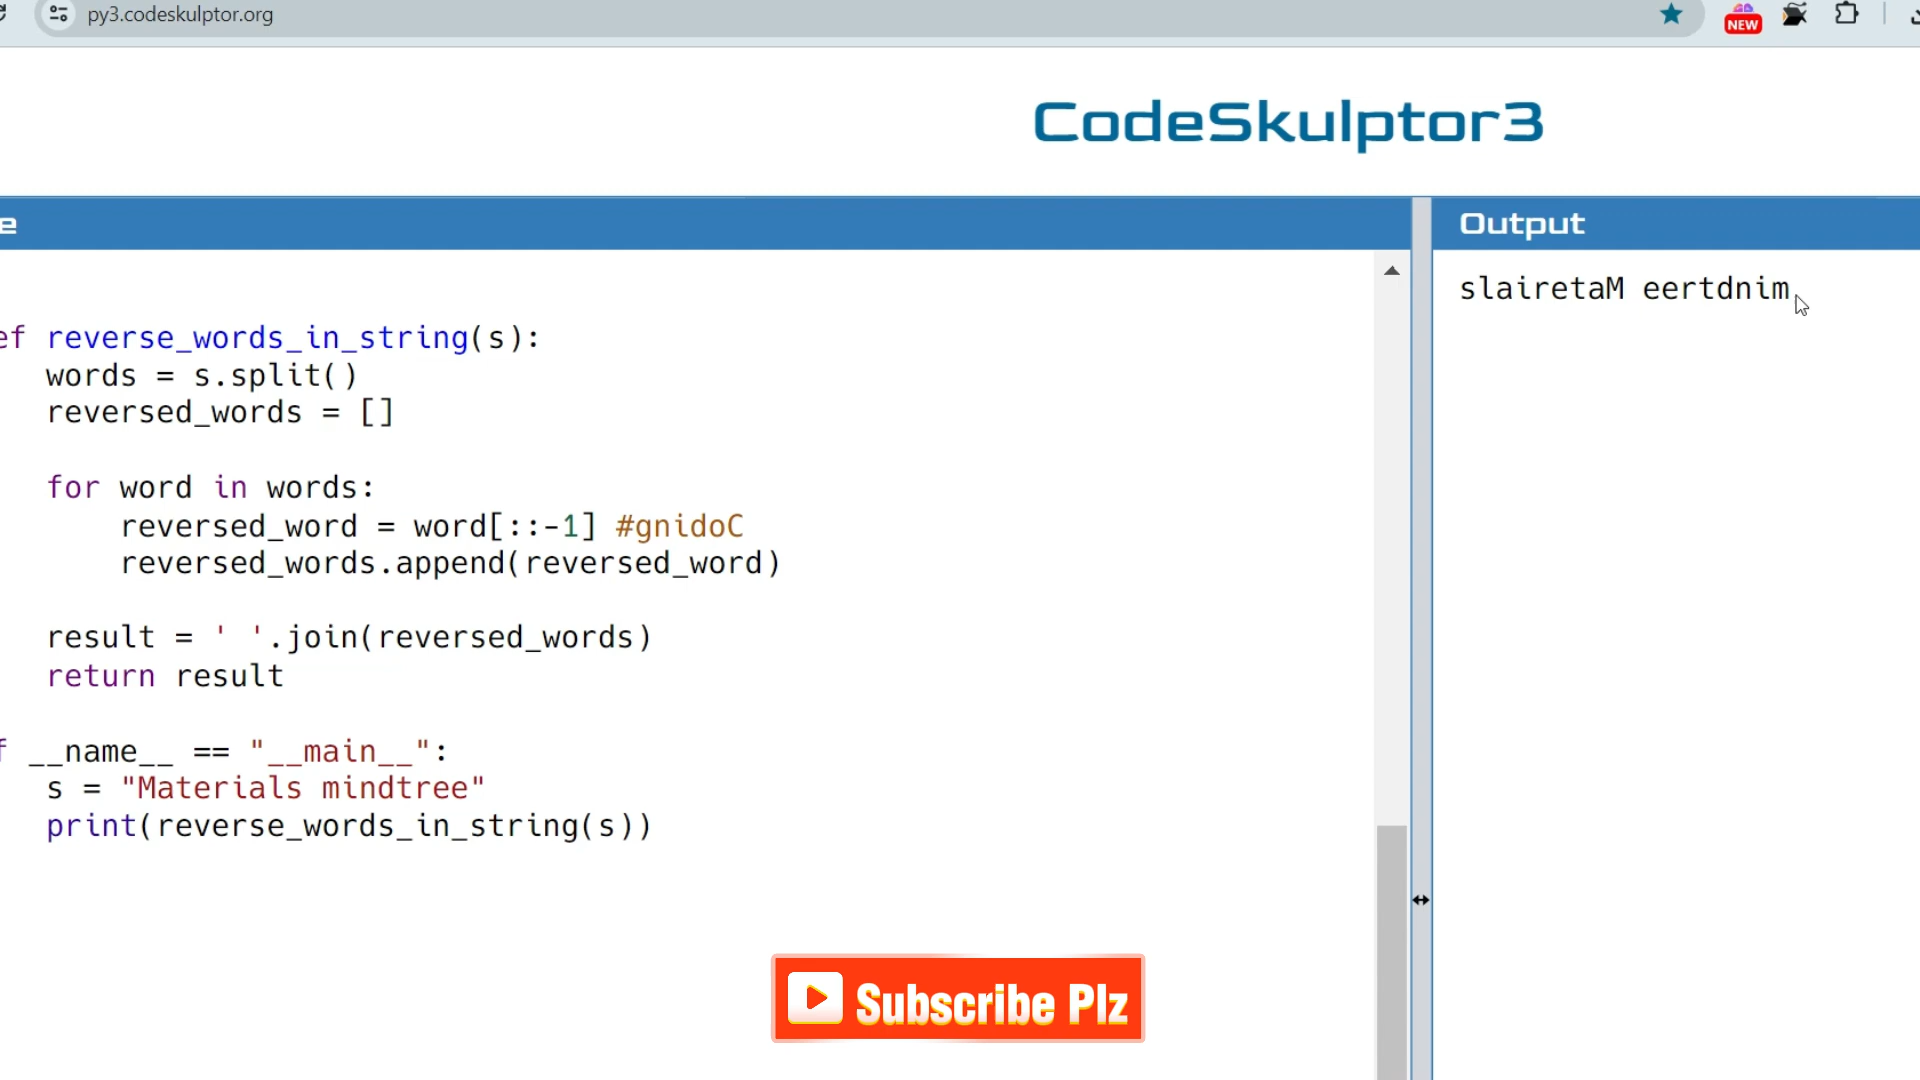 py3.codeskulptor.org
NEW
CodeSkulptor3
e
Output
slairetaM eertdnim
ef reverse_words_in_string(s):
words = s.split()
reversed_words = []
for word in words:
reversed_word = word[::-1] #gnidoC
reversed_words.append(reversed_word)
result = ' '.join(reversed_words)
return result
f __name__ == "__main__":
s = "Materials mindtree"
print(reverse_words_in_string(s))
Subscribe Plz